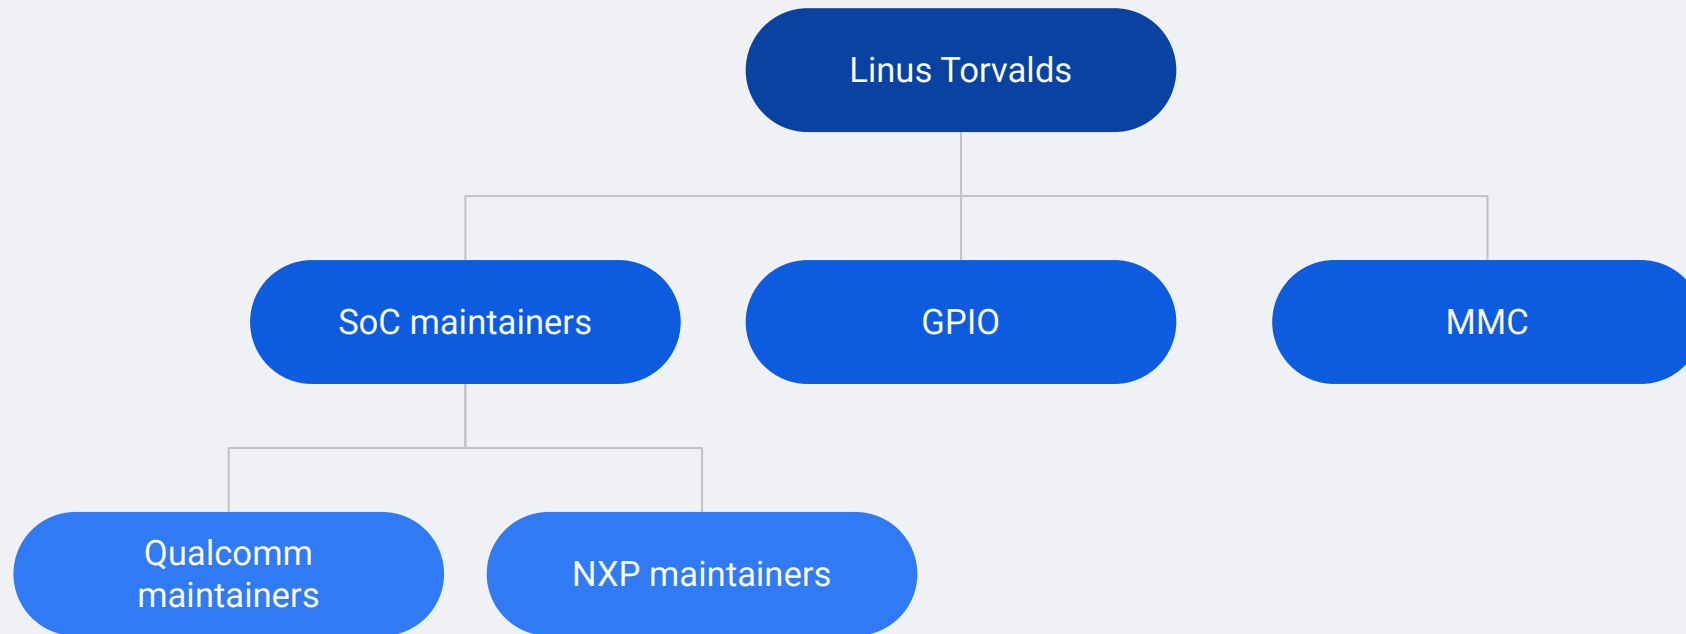 Linus Torvalds
SoC maintainers
GPIO
MMC
Qualcomm
maintainers
NXP maintainers